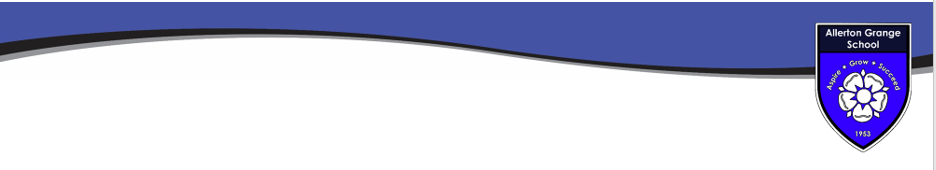 Allerton Grange
School
Aspire • Grow • Succeed
1953